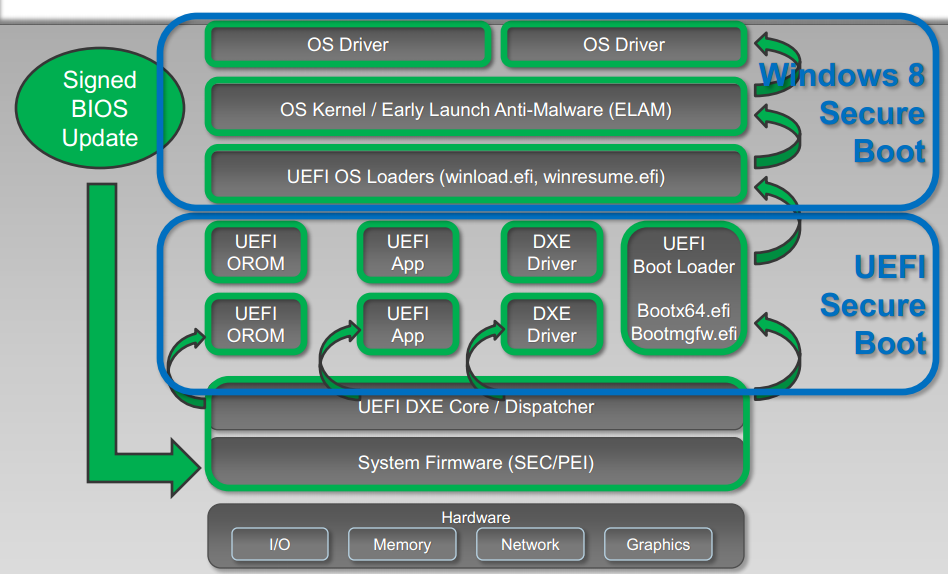 OS Driver
OS Driver
Windows 8
Secure
Boot
Signed
BIOS
Update
OS Kernel / Early Launch Anti-Malware (ELAM)
UEFI OS Loaders (winload.efi, winresume.efi)
UEFI
OROM
UEFI
App
DXE
Driver
UEFI
Boot Loader
Bootx64.efi
Bootmgfw.efi
UEFI
Secure
Boot
UEFI
OROM
UEFI
App
DXE
Driver
UEFI DXE Core / Dispatcher
System Firmware (SEC/PEI)
Hardware
I/O
Memory
Network
Graphics